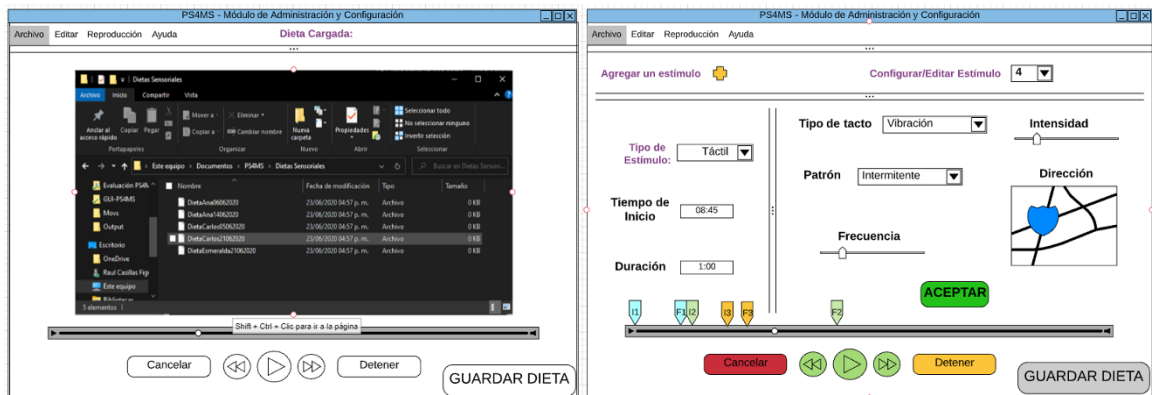 PS4MS - Módulo de Administración y Configuración
Archivo Editar Reproducción Ayuda
Dieta Cargada:
Dietas Sensoriales
Archivo Inicio Compartir Vista
Anclar al acceso rápido
Copiar
Pegar
Mover a
Copiar a
Eliminar
Cambiar nombre
Nueva carpeta
Propiedades
Seleccionar todo
No seleccionar ninguno
Invertir selección
Portapapeles Organizar Nuevo Abrir Seleccionar
Este equipo > Documentos > PS4MS > Dietas Sensoriales
Buscar en Dietas Sensori...
Evaluación PS4M
GUI-PS4MS
Movs
Output
Escritorio
OneDrive
Raul Casillas Figu
Este equipo
Bibliotecas
Nombre Fecha de modificación Tipo Tamaño
DietaAna06062020 23/06/2020 04:57 p. m. Archivo 0 KB
DietaAna14062020 23/06/2020 04:57 p. m. Archivo 0 KB
DietaCarlos05062020 23/06/2020 04:57 p. m. Archivo 0 KB
DietaCarlos21062020 23/06/2020 04:57 p. m. Archivo 0 KB
DietaEsmeralda21062020 23/06/2020 04:57 p. m. Archivo 0 KB
5 elementos
Shift + Ctrl + Clic para ir a la página
Cancelar
Detener
GUARDAR DIETA
PS4MS - Módulo de Administración y Configuración
Archivo Editar Reproducción Ayuda
Agregar un estímulo
Configurar/Editar Estímulo 4
Tipo de
Estímulo:
Táctil
Tiempo de
Inicio
08:45
Duración 1:00
Tipo de tacto Vibración
Patrón Intermitente
Frecuencia
Intensidad
Dirección
ACEPTAR
I1 F1 I2 I3 F3 F2
Cancelar
Detener
GUARDAR DIETA